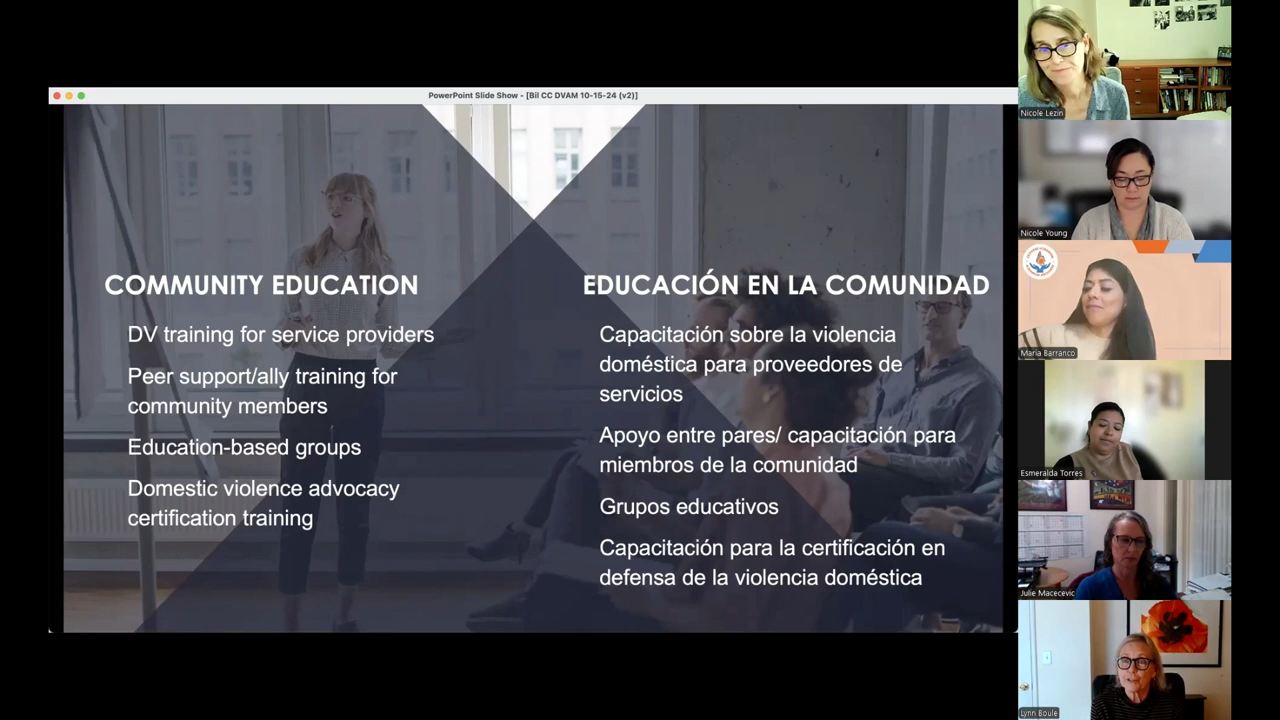 PowerPoint Slide Show - [Bil CC DVAM 10-15-24 (v2)]
COMMUNITY EDUCATION
DV training for service providers
Peer support/ally training for
community members
Education-based groups
Domestic violence advocacy
certification training
EDUCACIÓN EN LA COMUNIDAD
Capacitación sobre la violencia
doméstica para proveedores de
servicios
Apoyo entre pares/ capacitación para
miembros de la comunidad
Grupos educativos
Capacitación para la certificación en
defensa de la violencia doméstica
Nicole Lezin
Nicole Young
Maria Barranco
Esmeralda Torres
Julie Macecevic
Lynn Boule